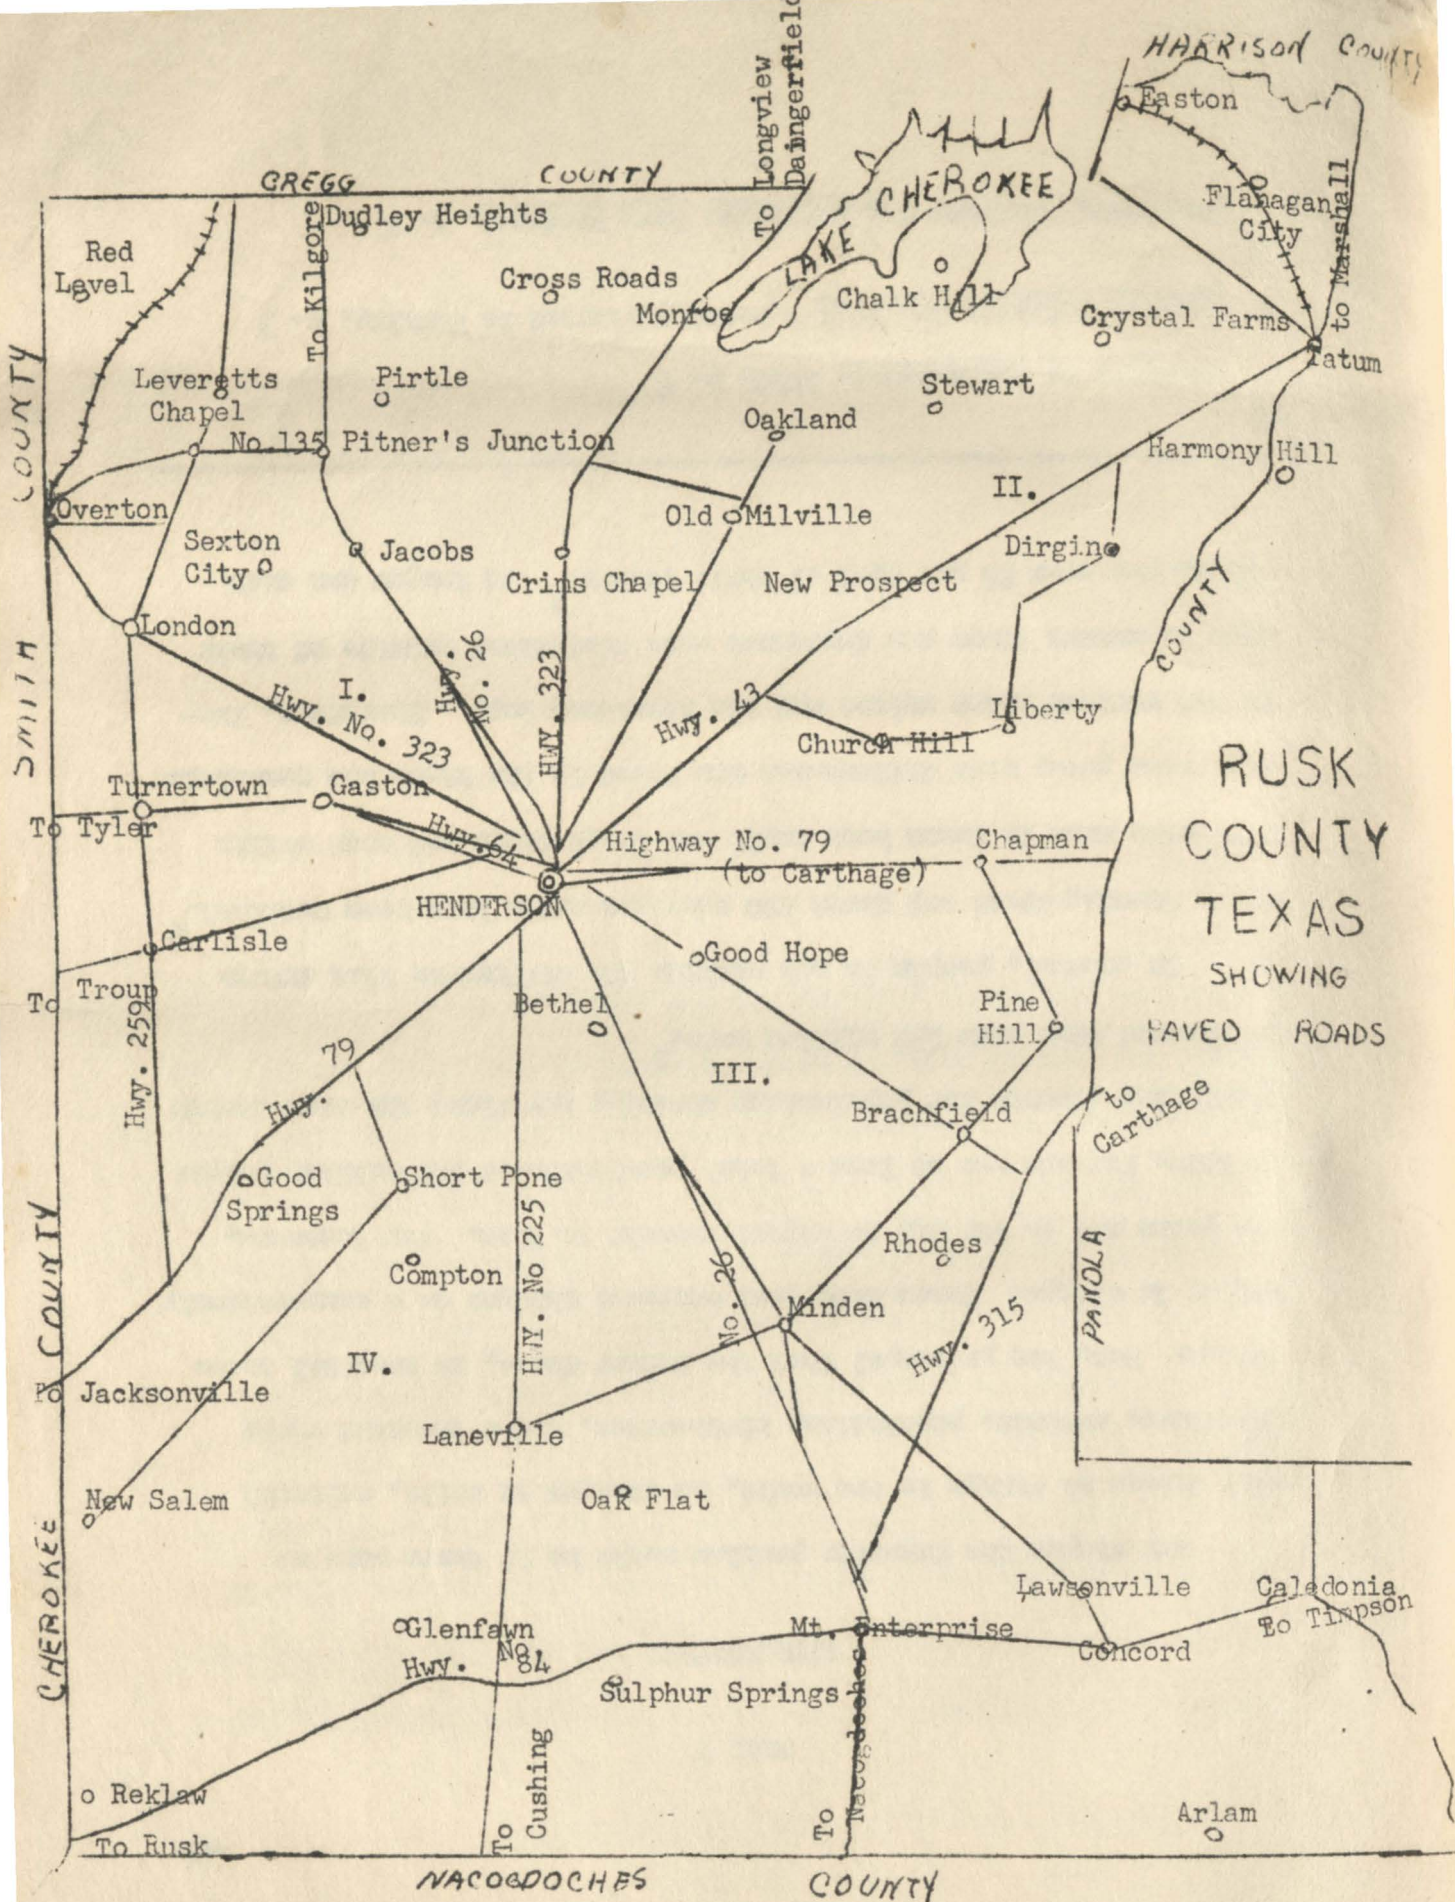 HARRISON COUNTY
To Longview
Daingerfield
Easton
GREGG COUNTY
Dudley Heights
LAKE CHEROKEE
Flanagan
City
to Marshall
Red
Level
To Kilgore
Cross Roads
Monroe
Chalk Hill
Crystal Farms
Tatum
Leveretts
Chapel
Pirtle
Stewart
Oakland
No.135
Pitner's Junction
Harmony Hill
II.
Overton
Old Milville
Sexton
City
Jacobs
Crims Chapel
New Prospect
Dirgin
London
SMITH COUNTY
COUNTY
I.
Hwy. No. 323
Hwy.
No. 26
HWY. 323
Hwy. 43
Church Hill
Liberty
RUSK
COUNTY
TEXAS
SHOWING
PAVED ROADS
Turnertown
Gaston
To Tyler
Hwy.64
Highway No. 79
(to Carthage)
Chapman
HENDERSON
Carlisle
Good Hope
To Troup
Bethel
Pine
Hill
Hwy. 259
Hwy. 79
III.
Brachfield
to
Carthage
Good
Springs
Short Pone
HWY. No 225
Compton
Rhodes
No. 26
Minden
Hwy. 315
PANOLA
IV.
To Jacksonville
Laneville
New Salem
Oak Flat
CHEROKEE COUNTY
Lawsonville
Caledonia
To Timpson
Glenfawn
Hwy. No. 84
Mt. Enterprise
Concord
Sulphur Springs
To Cushing
To Nacogdoches
Reklaw
To Rusk
Arlam
NACOGDOCHES COUNTY